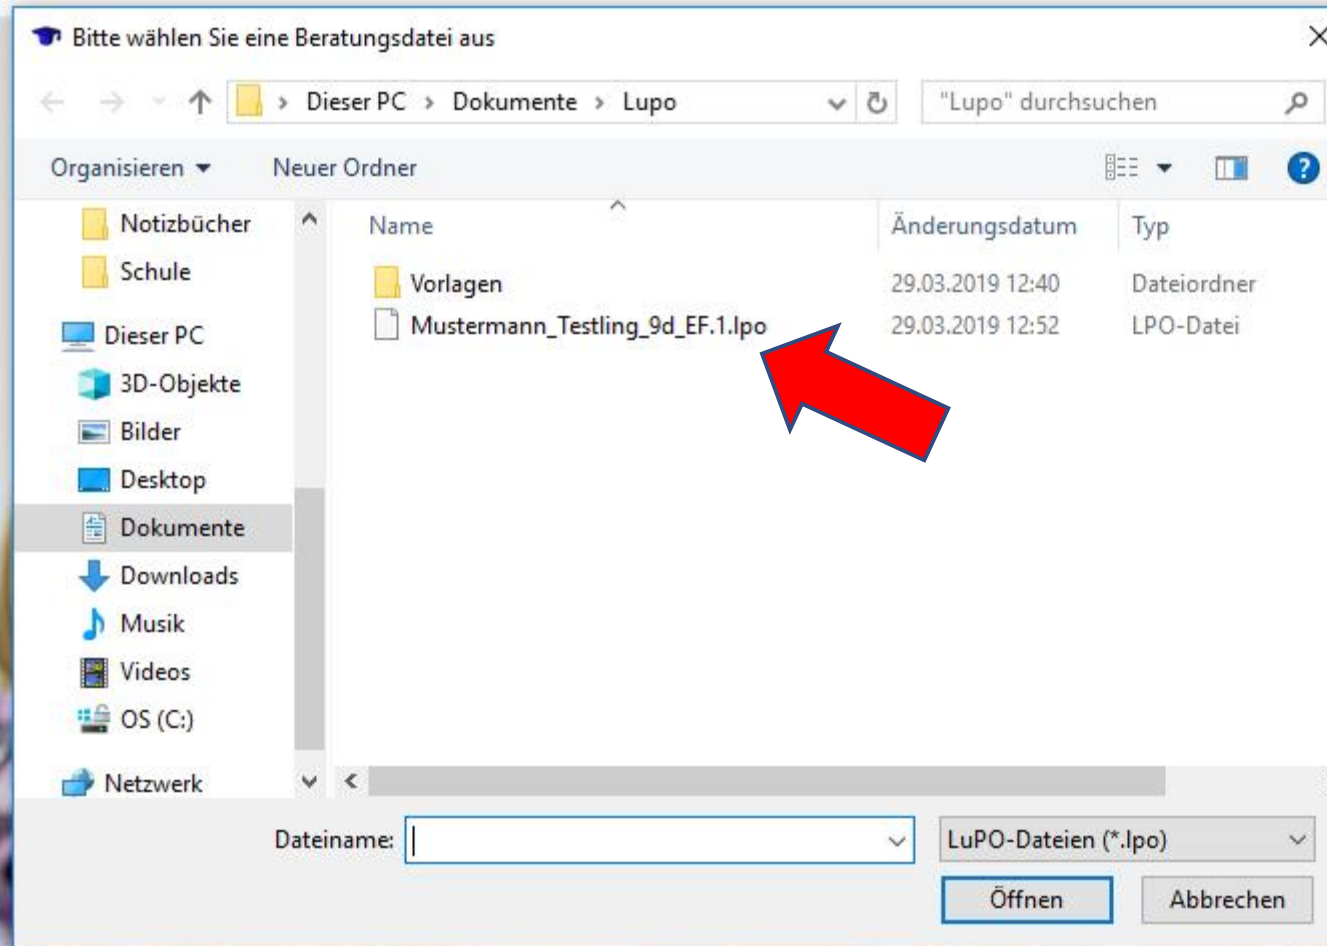 Bitte wählen Sie eine Beratungsdatei aus
Dieser PC > Dokumente > Lupo
"Lupo" durchsuchen
Organisieren
Neuer Ordner
Notizbücher
Schule
Dieser PC
3D-Objekte
Bilder
Desktop
Dokumente
Downloads
Musik
Videos
OS (C:)
Netzwerk
Name Änderungsdatum Typ
Vorlagen 29.03.2019 12:40 Dateiordner
Mustermann_Testling_9d_EF.1.lpo 29.03.2019 12:52 LPO-Datei
Dateiname:
LuPO-Dateien (*.lpo)
Öffnen
Abbrechen